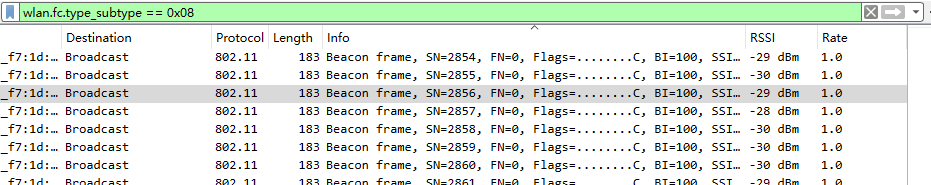 wlan.fc.type_subtype == 0x08
Destination Protocol Length Info RSSI Rate
_f7:1d:… Broadcast 802.11 183 Beacon frame, SN=2854, FN=0, Flags=........C, BI=100, SSI… -29 dBm 1.0
_f7:1d:… Broadcast 802.11 183 Beacon frame, SN=2855, FN=0, Flags=........C, BI=100, SSI… -30 dBm 1.0
_f7:1d:… Broadcast 802.11 183 Beacon frame, SN=2856, FN=0, Flags=........C, BI=100, SSI… -29 dBm 1.0
_f7:1d:… Broadcast 802.11 183 Beacon frame, SN=2857, FN=0, Flags=........C, BI=100, SSI… -28 dBm 1.0
_f7:1d:… Broadcast 802.11 183 Beacon frame, SN=2858, FN=0, Flags=........C, BI=100, SSI… -30 dBm 1.0
_f7:1d:… Broadcast 802.11 183 Beacon frame, SN=2859, FN=0, Flags=........C, BI=100, SSI… -30 dBm 1.0
_f7:1d:… Broadcast 802.11 183 Beacon frame, SN=2860, FN=0, Flags=........C, BI=100, SSI… -30 dBm 1.0
_f7:1d:… Broadcast 802.11 183 Beacon frame, SN=2861, FN=0, Flags=........C, BI=100, SSI… -30 dBm 1.0